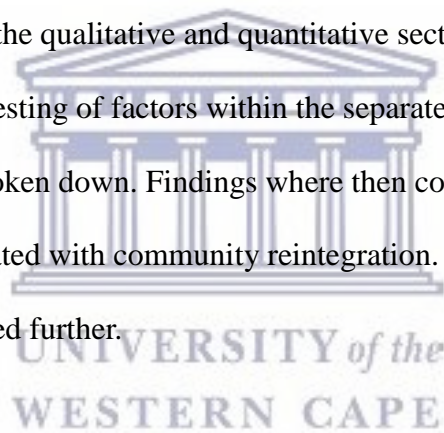 the qualitative and quantitative sect
esting of factors within the separate
oken down. Findings where then co
ated with community reintegration.
ed further.
UNIVERSITY of the
WESTERN CAPE